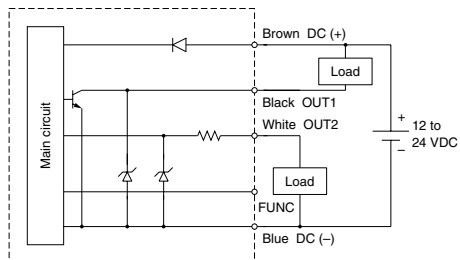 Brown DC (+)
Load
Black OUT1
White OUT2
Main circuit
+
12 to
24 VDC
–
Load
FUNC
Blue DC (–)